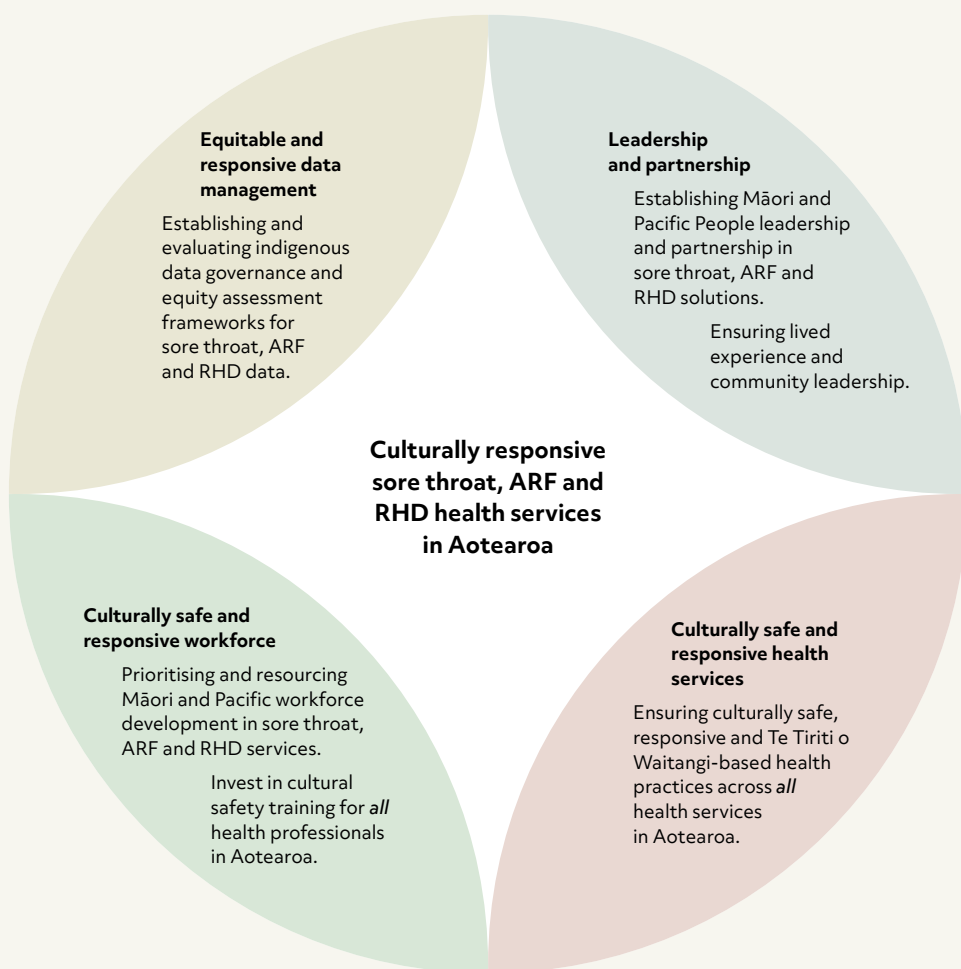 Equitable and
responsive data
management
Establishing and
evaluating indigenous
data governance and
equity assessment
frameworks for
sore throat, ARF
and RHD data.
Leadership
and partnership
Establishing Māori and
Pacific People leadership
and partnership in
sore throat, ARF and
RHD solutions.
Ensuring lived
experience and
community leadership.
Culturally responsive
sore throat, ARF and
RHD health services
in Aotearoa
Culturally safe and
responsive workforce
Prioritising and resourcing
Māori and Pacific workforce
development in sore throat,
ARF and RHD services.
Invest in cultural
safety training for all
health professionals
in Aotearoa.
Culturally safe and
responsive health
services
Ensuring culturally safe,
responsive and Te Tiriti o
Waitangi-based health
practices across all
health services
in Aotearoa.